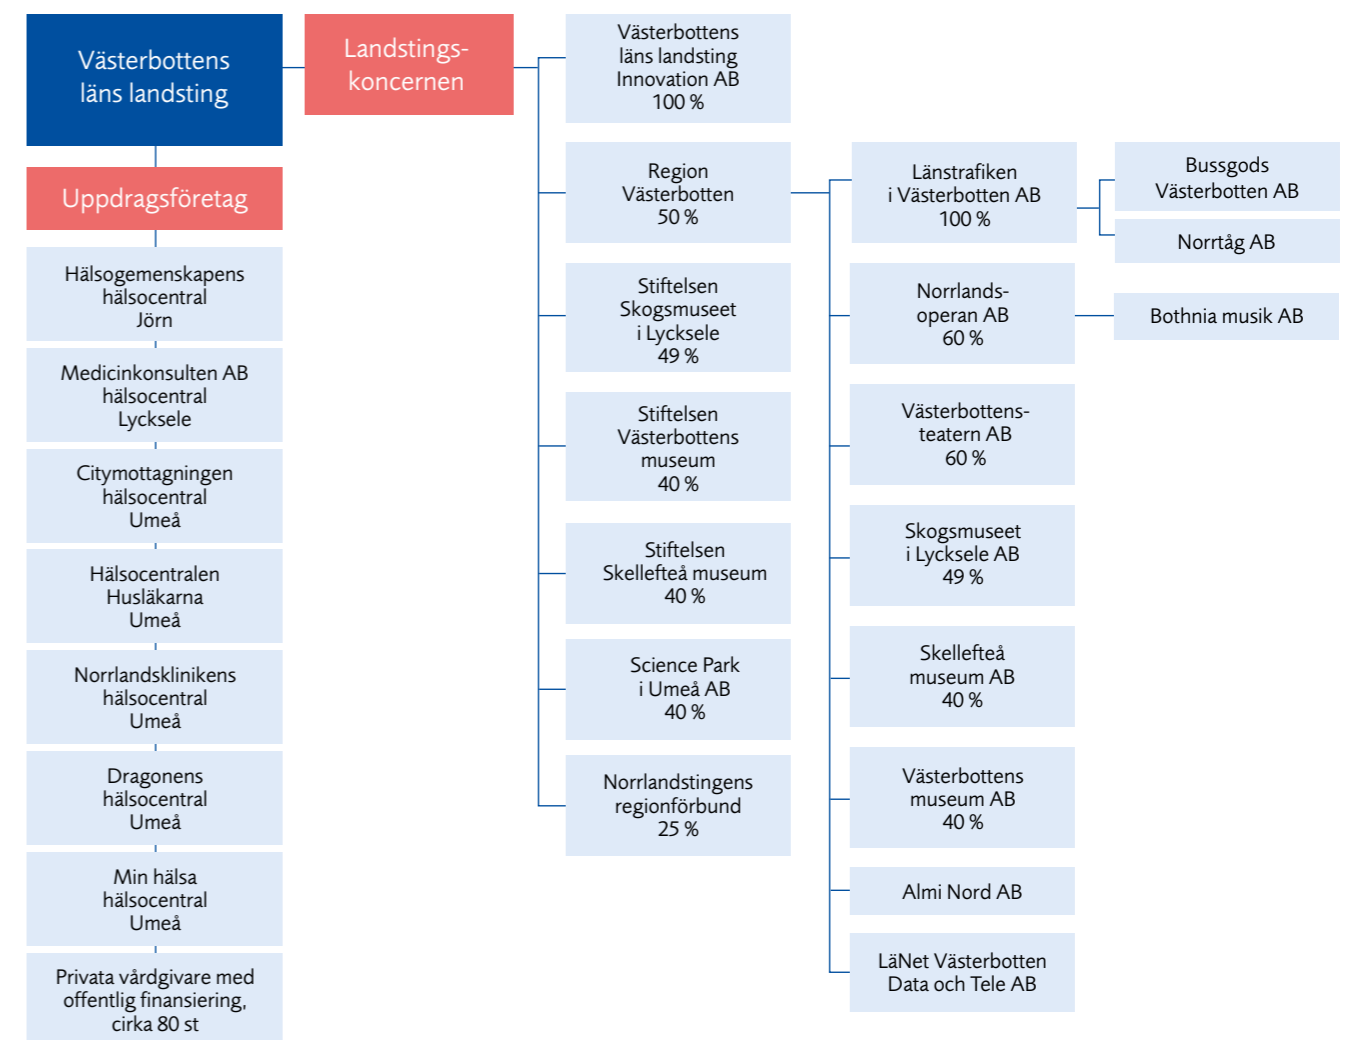 Västerbottens
läns landsting
Uppdragsföretag
Hälsogemenskapens
hälsocentral
Jörn
Medicinkonsulten AB
hälsocentral
Lycksele
Citymottagningen
hälsocentral
Umeå
Hälsocentralen
Husläkarna
Umeå
Norrlandsklinikens
hälsocentral
Umeå
Dragonens
hälsocentral
Umeå
Min hälsa
hälsocentral
Umeå
Privata vårdgivare med
offentlig finansiering,
cirka 80 st
Landstings-
koncernen
Västerbottens
läns landsting
Innovation AB
100 %
Region
Västerbotten
50 %
Stiftelsen
Skogsmuseet
i Lycksele
49 %
Stiftelsen
Västerbottens
museum
40 %
Stiftelsen
Skellefteå museum
40 %
Science Park
i Umeå AB
40 %
Norrlandstingens
regionförbund
25 %
Länstrafiken
i Västerbotten AB
100 %
Norrlands-
operan AB
60 %
Västerbottens-
teatern AB
60 %
Skogsmuseet
i Lycksele AB
49 %
Skellefteå
museum AB
40 %
Västerbottens
museum AB
40 %
Almi Nord AB
LäNet Västerbotten
Data och Tele AB
Bussgods
Västerbotten AB
Norrtåg AB
Bothnia musik AB